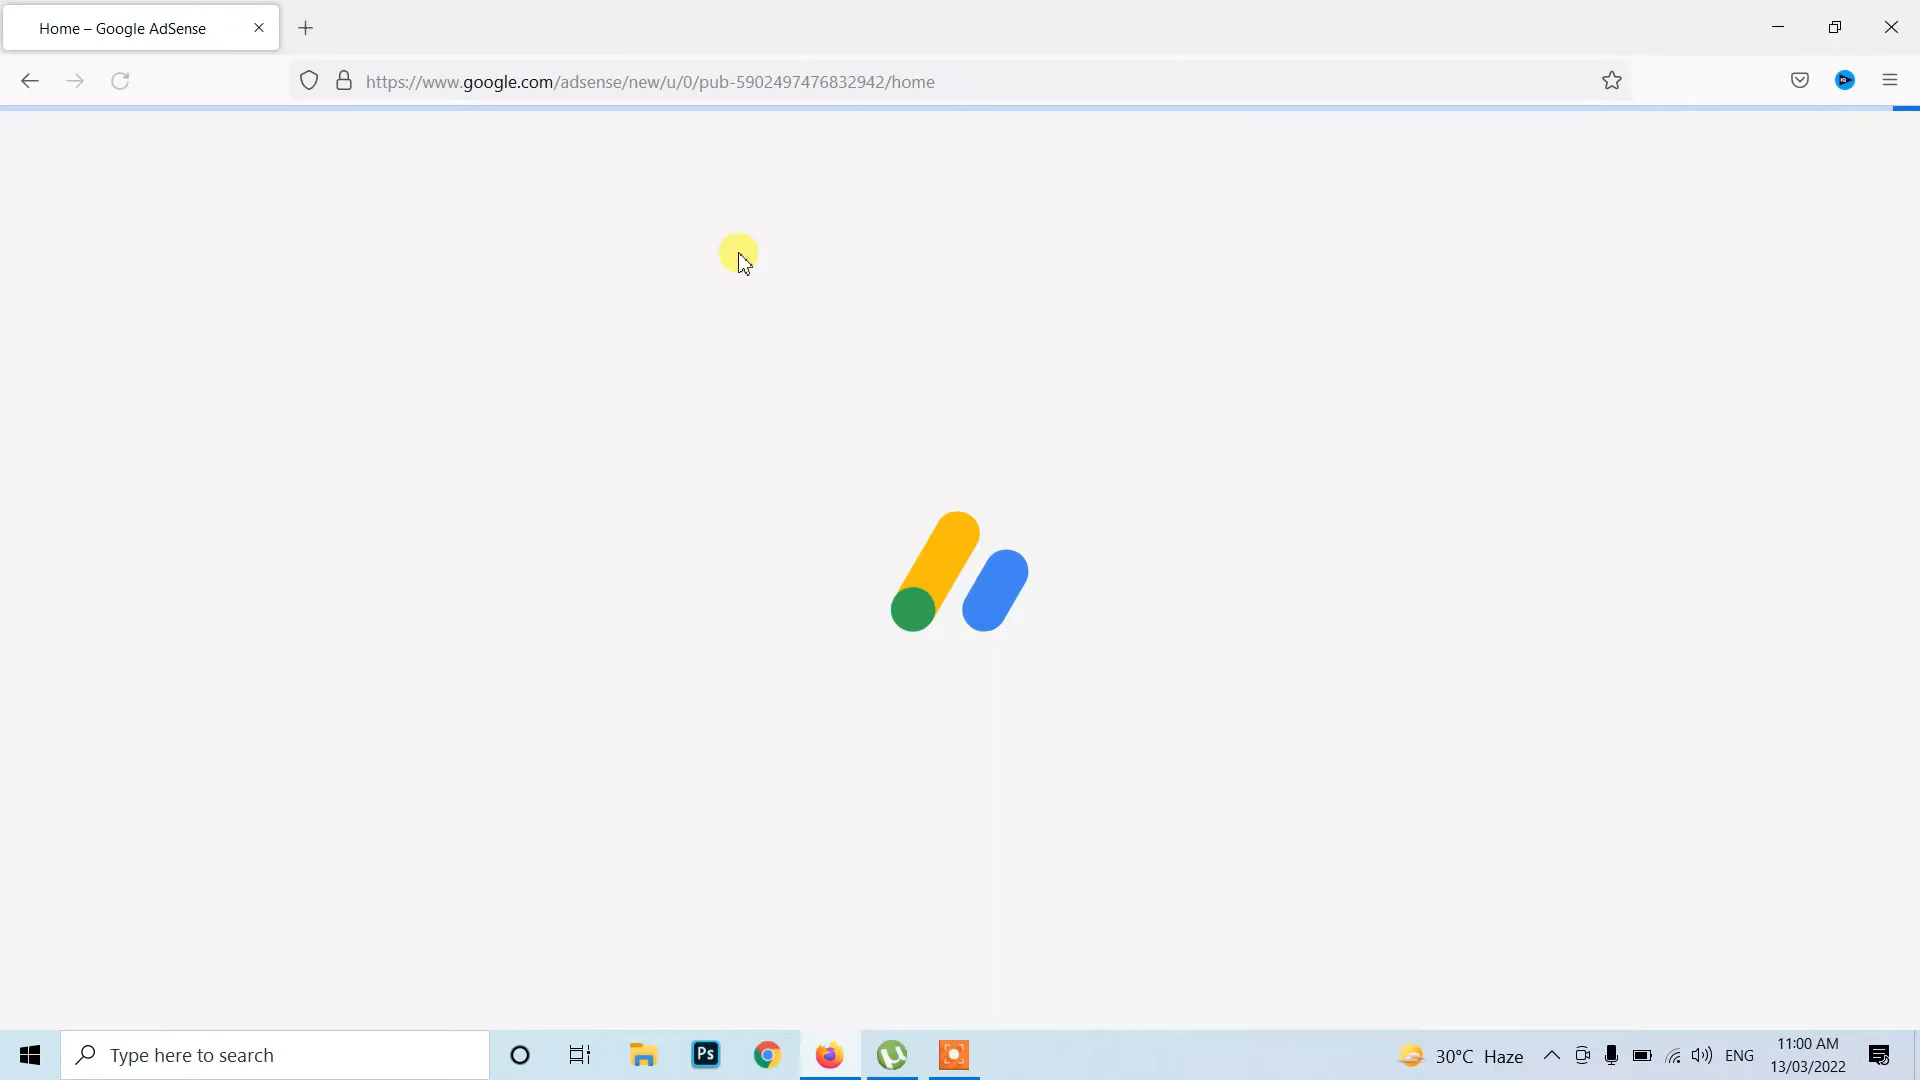 Home – Google AdSense
https://www.google.com/adsense/new/u/0/pub-5902497476832942/home
Type here to search
Ps
30°C Haze
ENG
11:00 AM
13/03/2022